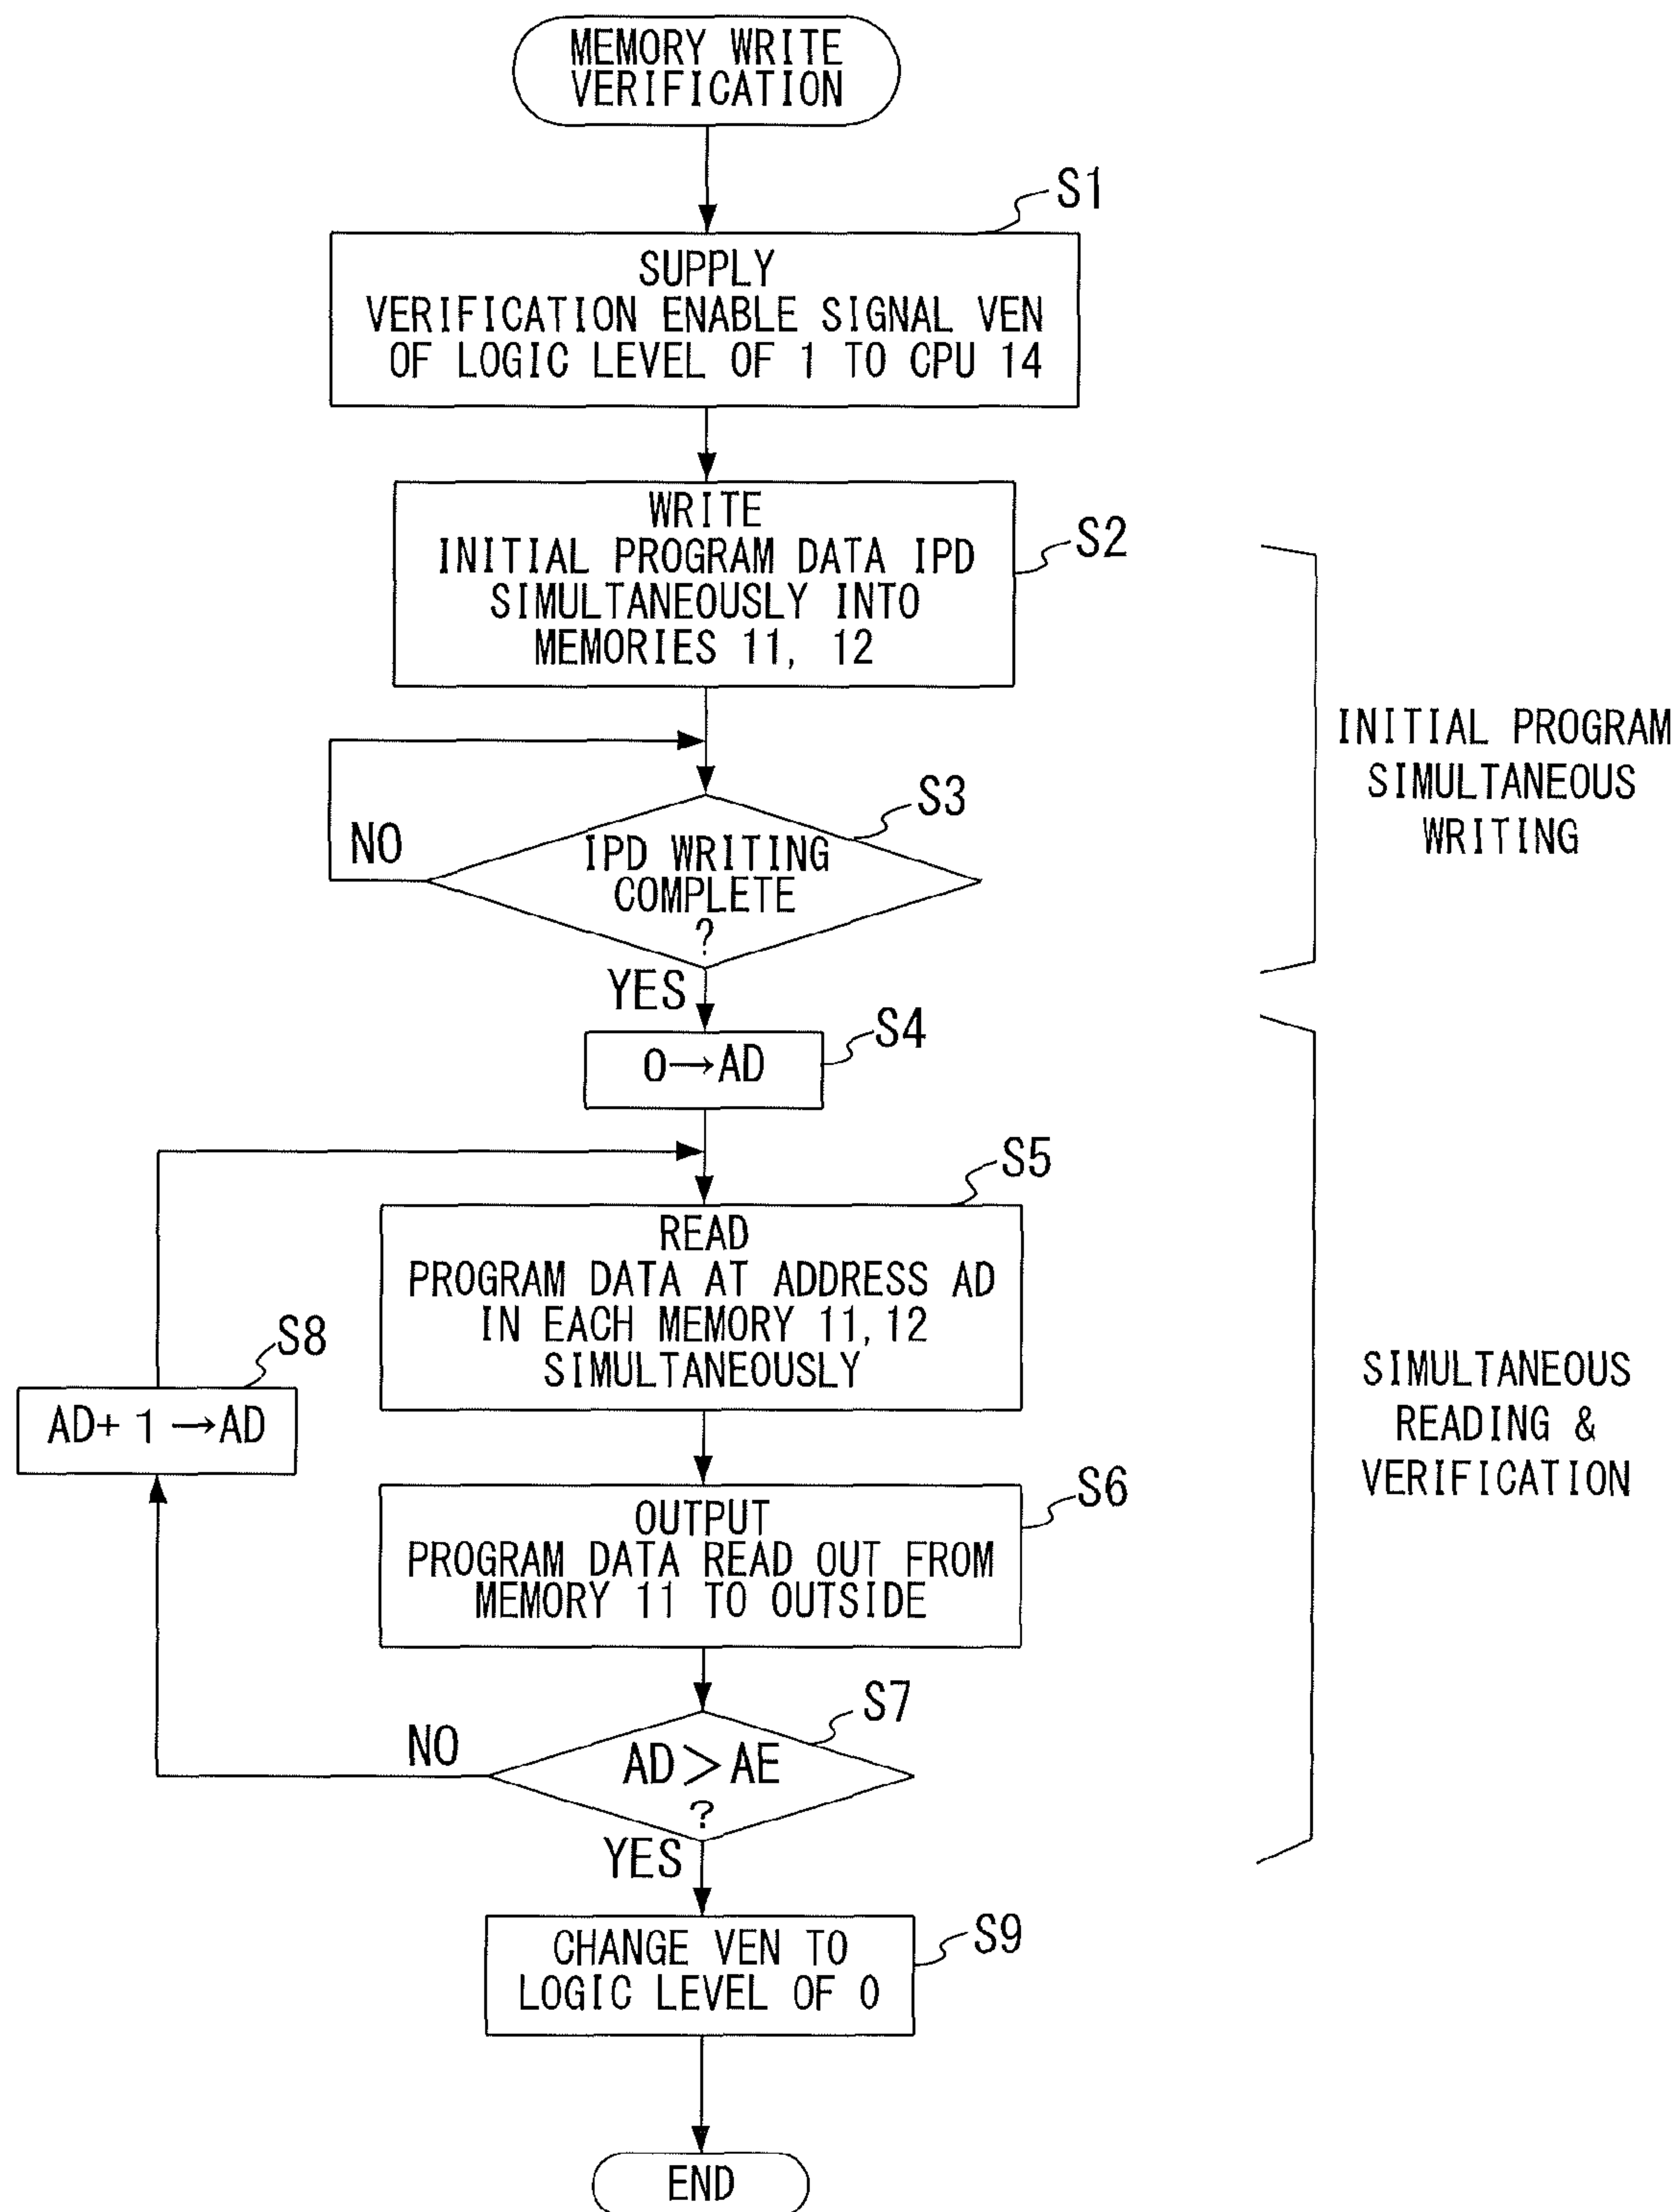 MEMORY WRITE
VERIFICATION
S1
SUPPLY
VERIFICATION ENABLE SIGNAL VEN
OF LOGIC LEVEL OF 1 TO CPU 14
S2
WRITE
INITIAL PROGRAM DATA IPD
SIMULTANEOUSLY INTO
MEMORIES 11, 12
INITIAL PROGRAM
SIMULTANEOUS
WRITING
S3
NO
IPD WRITING
COMPLETE
?
YES
S4
0→AD
S5
READ
PROGRAM DATA AT ADDRESS AD
IN EACH MEMORY 11,12
SIMULTANEOUSLY
S8
AD+ 1 →AD
SIMULTANEOUS
READING &
VERIFICATION
S6
OUTPUT
PROGRAM DATA READ OUT FROM
MEMORY 11 TO OUTSIDE
S7
NO
AD>AE
?
YES
S9
CHANGE VEN TO
LOGIC LEVEL OF 0
END